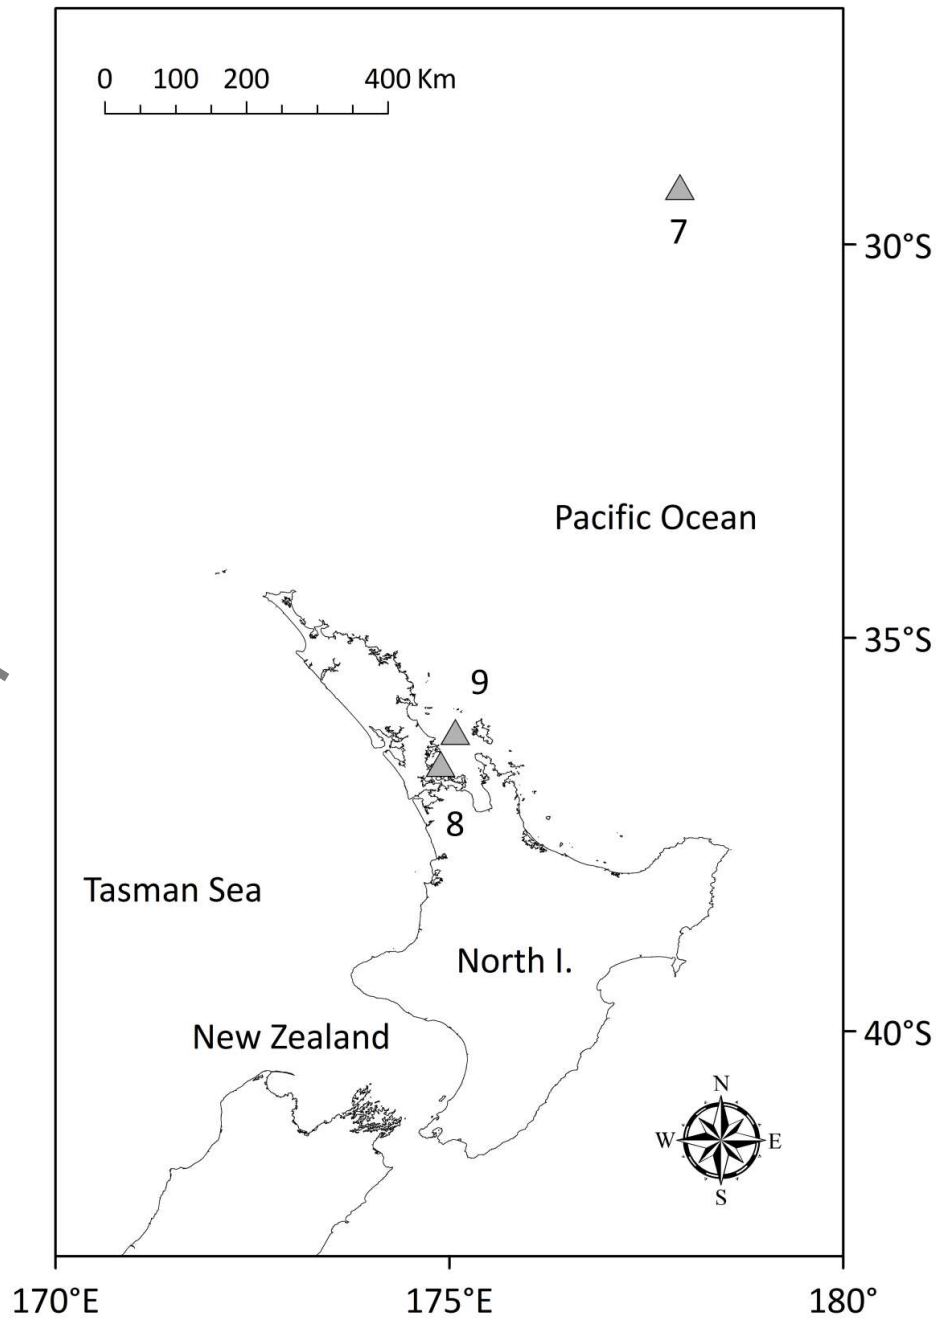 0 100 200 400 Km
7
30°S
Pacific Ocean
35°S
9
8
Tasman Sea
North I.
New Zealand
40°S
N
W E
S
170°E 175°E 180°